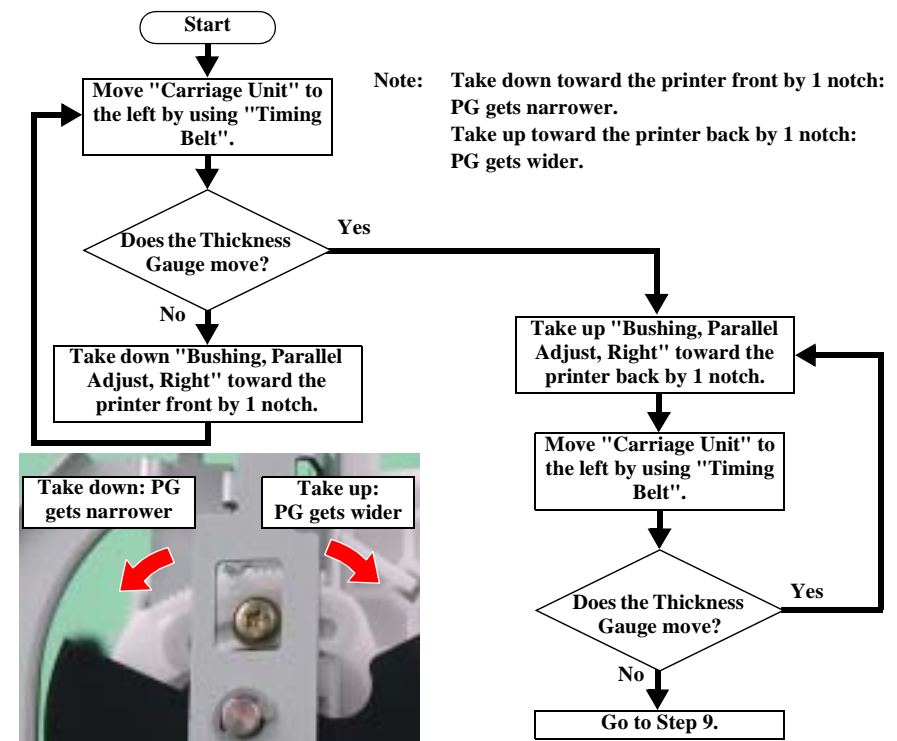 Start
Move "Carriage Unit" to
the left by using "Timing
Belt".
Note: Take down toward the printer front by 1 notch:
PG gets narrower.
Take up toward the printer back by 1 notch:
PG gets wider.
Does the Thickness
Gauge move?
Yes
No
Take down "Bushing, Parallel
Adjust, Right" toward the
printer front by 1 notch.
Take up "Bushing, Parallel
Adjust, Right" toward the
printer back by 1 notch.
Move "Carriage Unit" to
the left by using "Timing
Belt".
Does the Thickness
Gauge move?
Yes
No
Go to Step 9.
Take down: PG
gets narrower
Take up:
PG gets wider